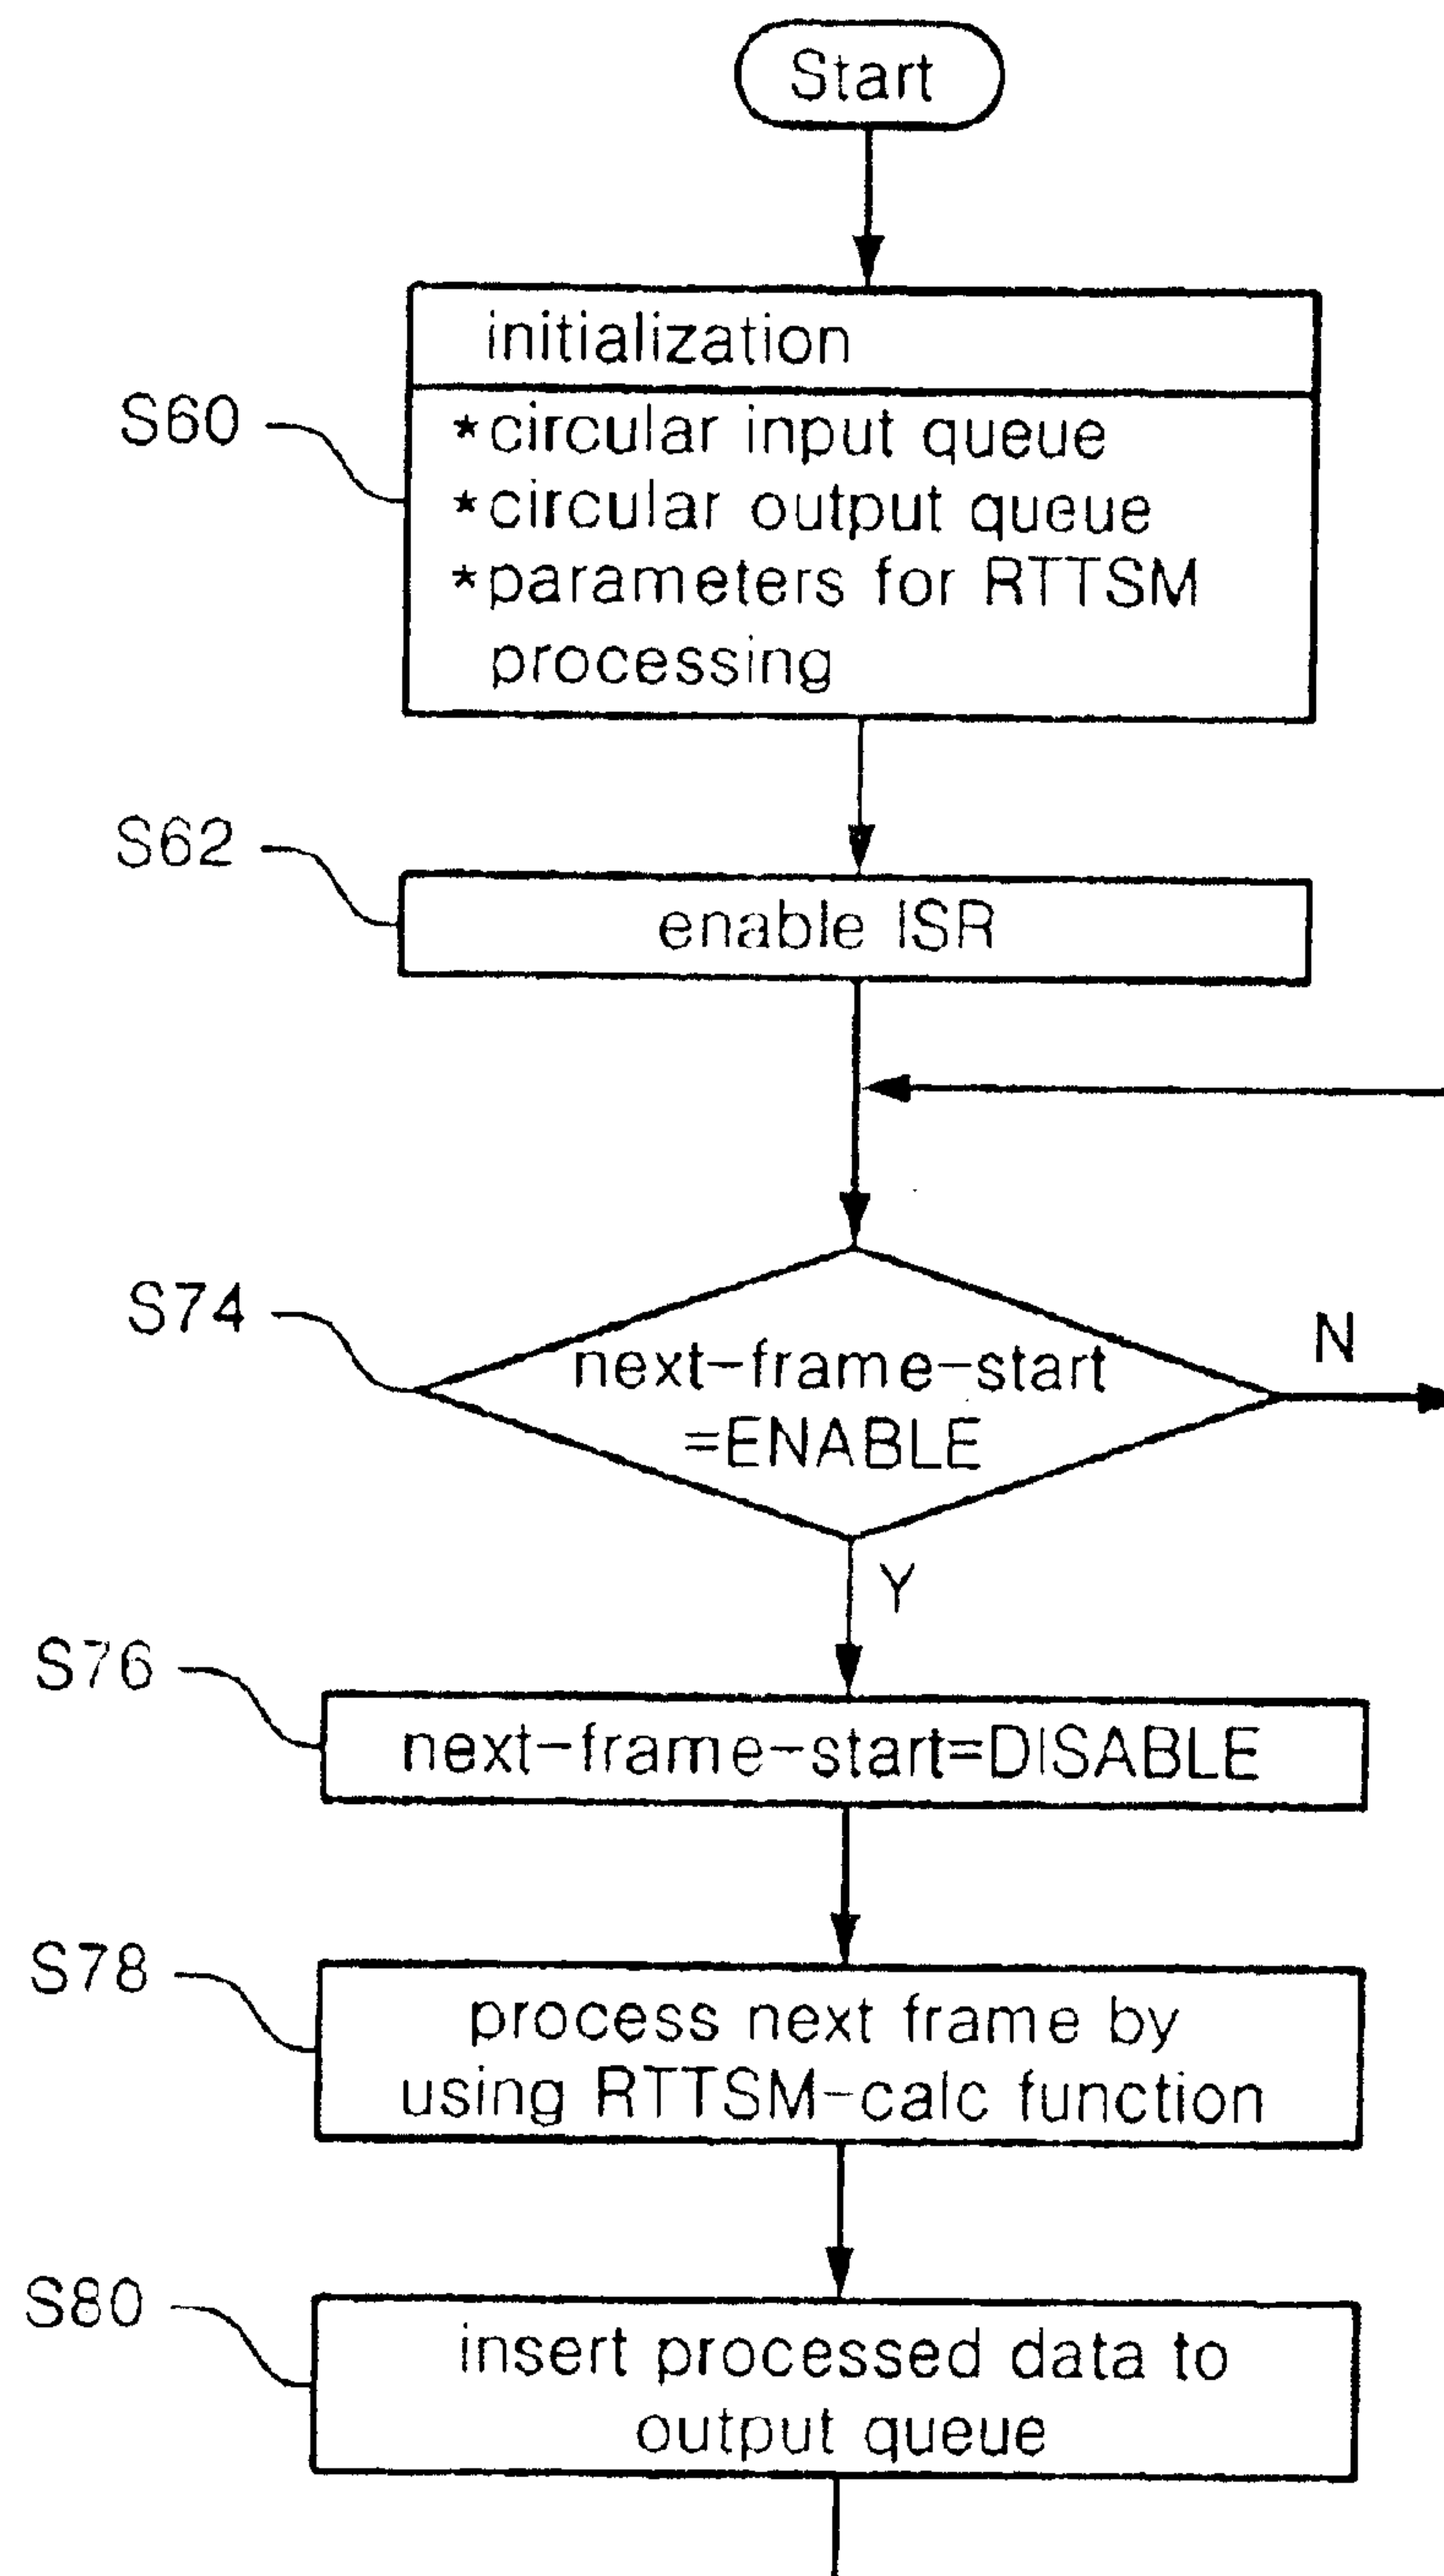 Start
initialization
S60
*circular input queue
*circular output queue
*parameters for RTTSM
processing
S62
enable ISR
S74
next-frame-start
=ENABLE
N
Y
S76
next-frame-start=DISABLE
S78
process next frame by
using RTTSM-calc function
S80
insert processed data to
output queue